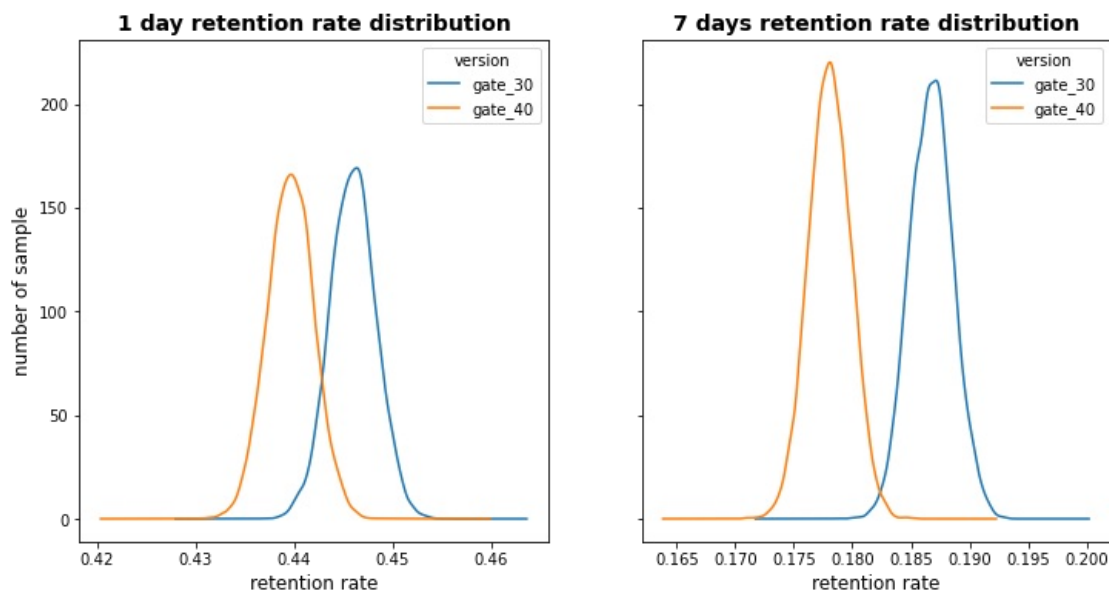 1 day retention rate distribution
version
gate_30
gate_40
number of sample
200
150
100
50
0
0.42 0.43 0.44 0.45 0.46
retention rate
7 days retention rate distribution
version
gate_30
gate_40
0.165 0.170 0.175 0.180 0.185 0.190 0.195 0.200
retention rate